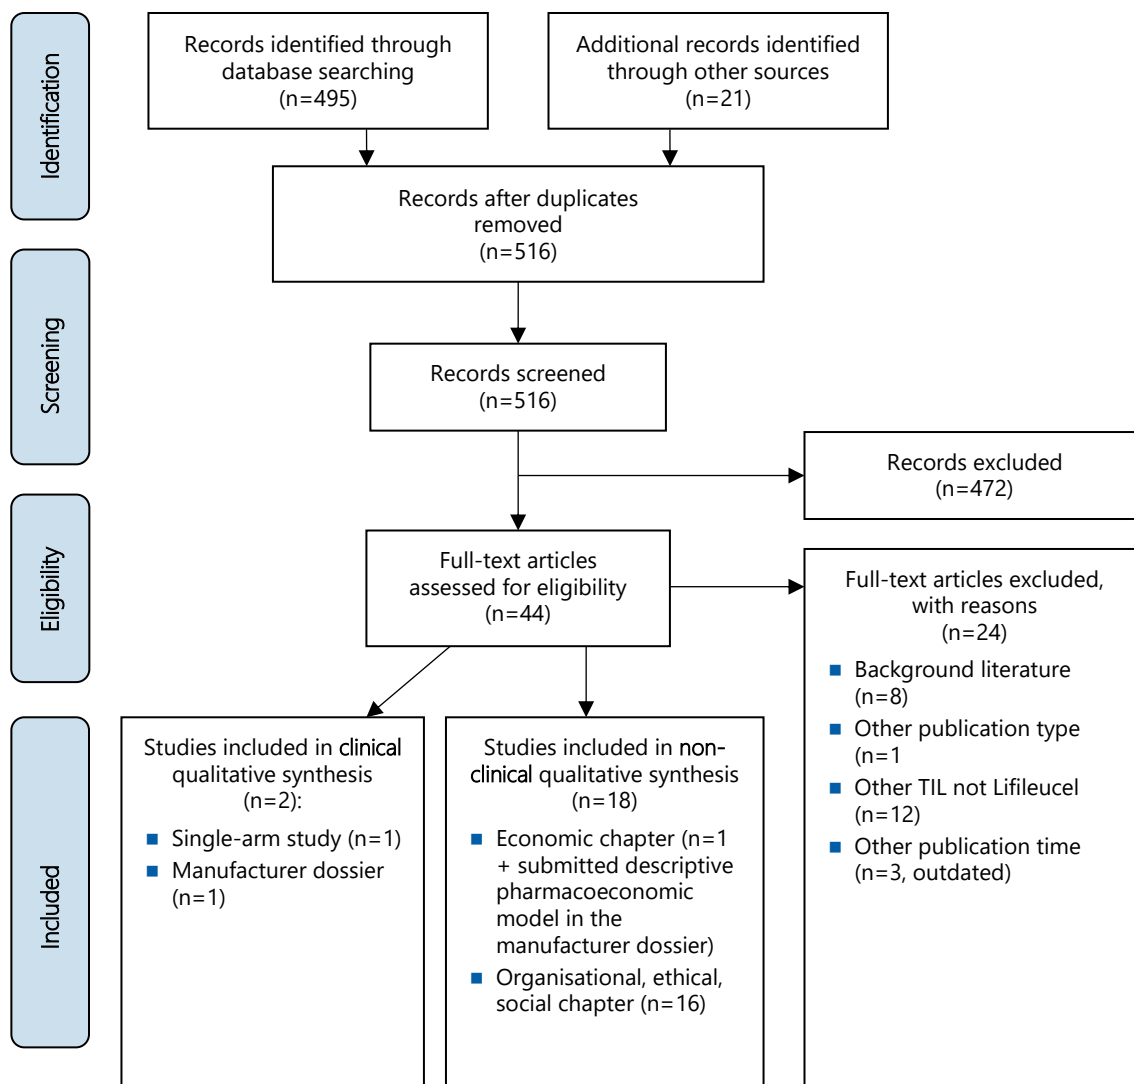 Identification
Records identified through
database searching
(n=495)
Additional records identified
through other sources
(n=21)
Records after duplicates
removed
(n=516)
Screening
Records screened
(n=516)
Records excluded
(n=472)
Eligibility
Full-text articles
assessed for eligibility
(n=44)
Full-text articles excluded,
with reasons
(n=24)
Background literature
(n=8)
Other publication type
(n=1
Other TIL not Lifileucel
(n=12)
Other publication time
(n=3, outdated)
Included
Studies included in clinical
qualitative synthesis
(n=2):
Single-arm study (n=1)
Manufacturer dossier
(n=1)
Studies included in non-
clinical qualitative synthesis
(n=18)
Economic chapter (n=1
+ submitted descriptive
pharmacoeconomic
model in the
manufacturer dossier)
Organisational, ethical,
social chapter (n=16)